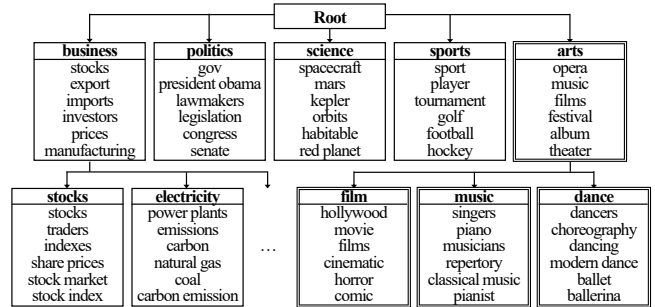 Root
business
stocks
export
imports
investors
prices
manufacturing
politics
gov
president obama
lawmakers
legislation
congress
senate
science
spacecraft
mars
kepler
orbits
habitable
red planet
sports
sport
player
tournament
golf
football
hockey
arts
opera
music
films
festival
album
theater
stocks
stocks
traders
indexes
share prices
stock market
stock index
electricity
power plants
emissions
carbon
natural gas
coal
carbon emission
...
film
hollywood
movie
films
cinematic
horror
comic
music
singers
piano
musicians
repertory
classical music
pianist
dance
dancers
choreography
dancing
modern dance
ballet
ballerina